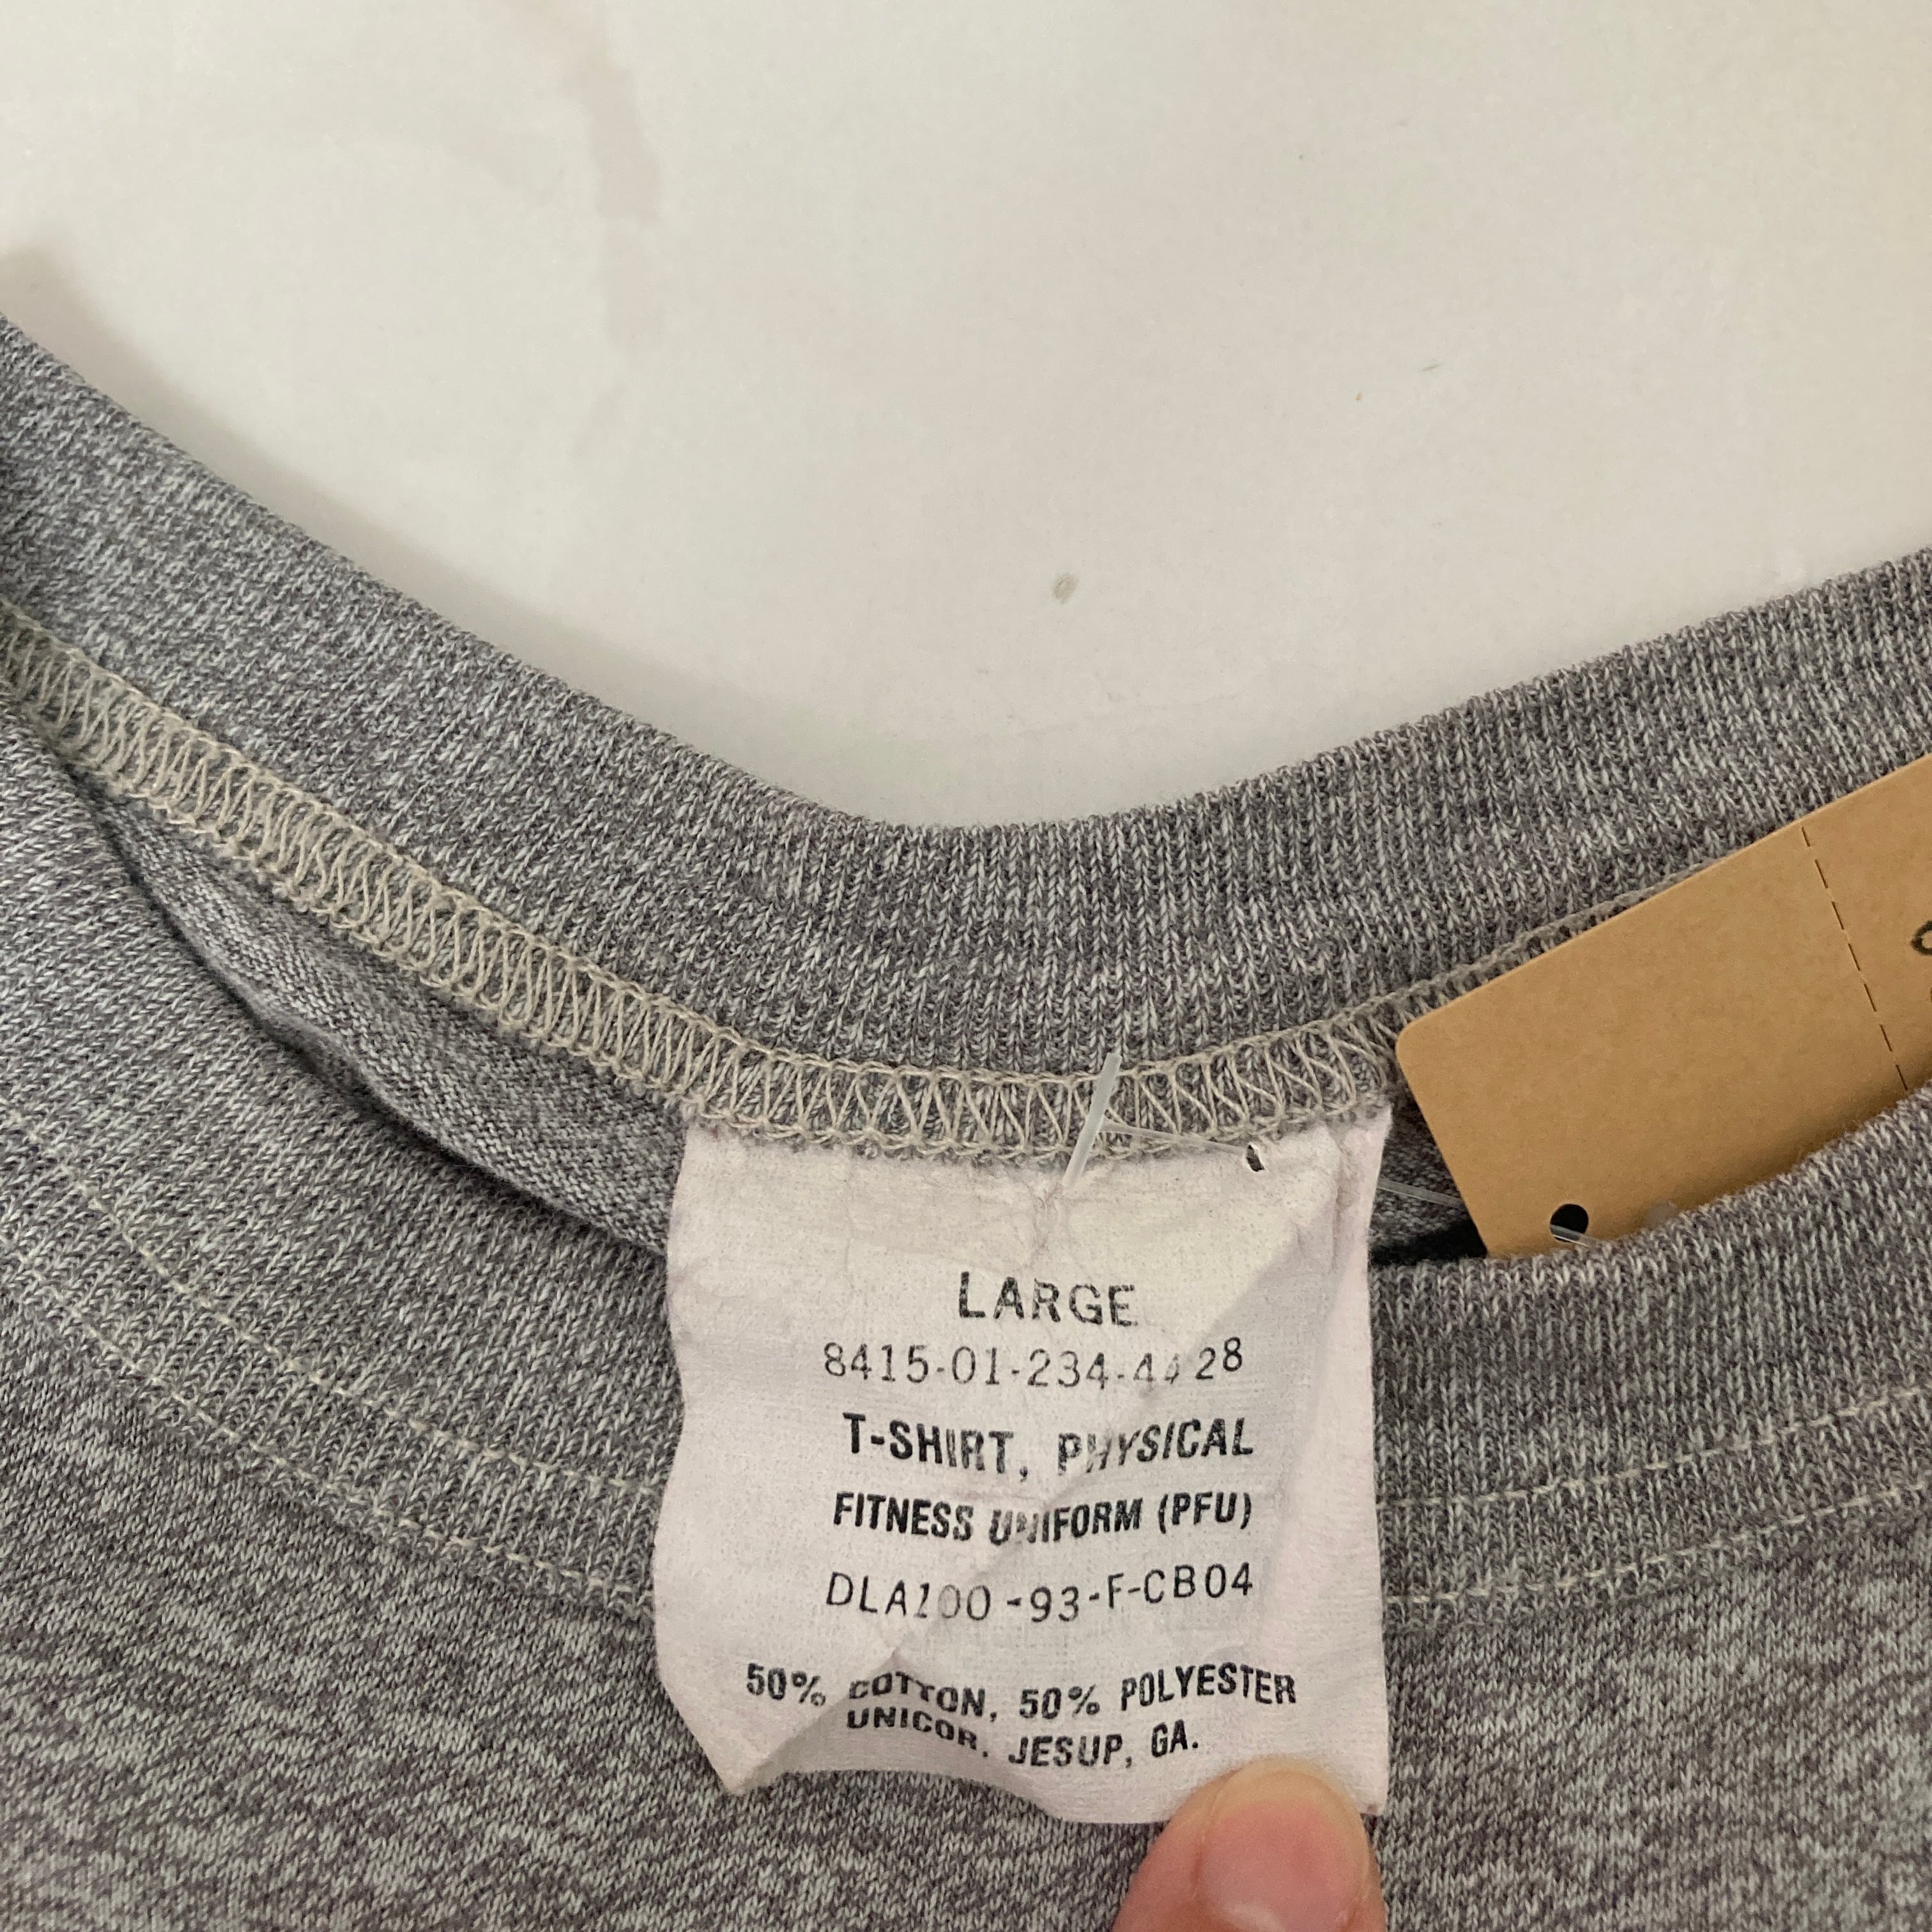 LARGE
8415-01-234-4428
T-SHIRT, PHYSICAL
FITNESS UNIFORM (PFU)
DLA100-93-F-CB04
50% COTTON, 50% POLYESTER
UNICOR, JESUP, GA.